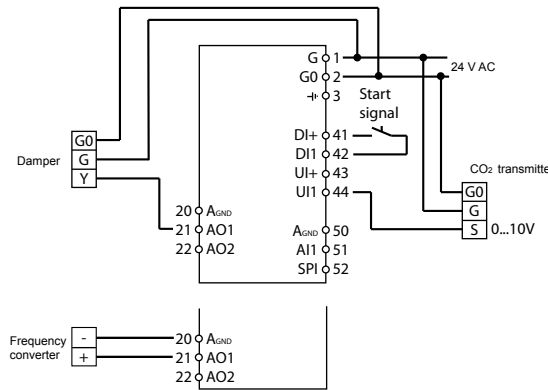 G 1
G0 2
24 V AC
3
Start
signal
DI+ 41
DI1 42
UI+ 43
UI1 44
G0
Damper G
Y
CO2 transmitte
G0
G
S 0...10V
20 AGND
21 AO1
22 AO2
AGND 50
AI1 51
SPI 52
Frequency
converter
-
+
20 AGND
21 AO1
22 AO2